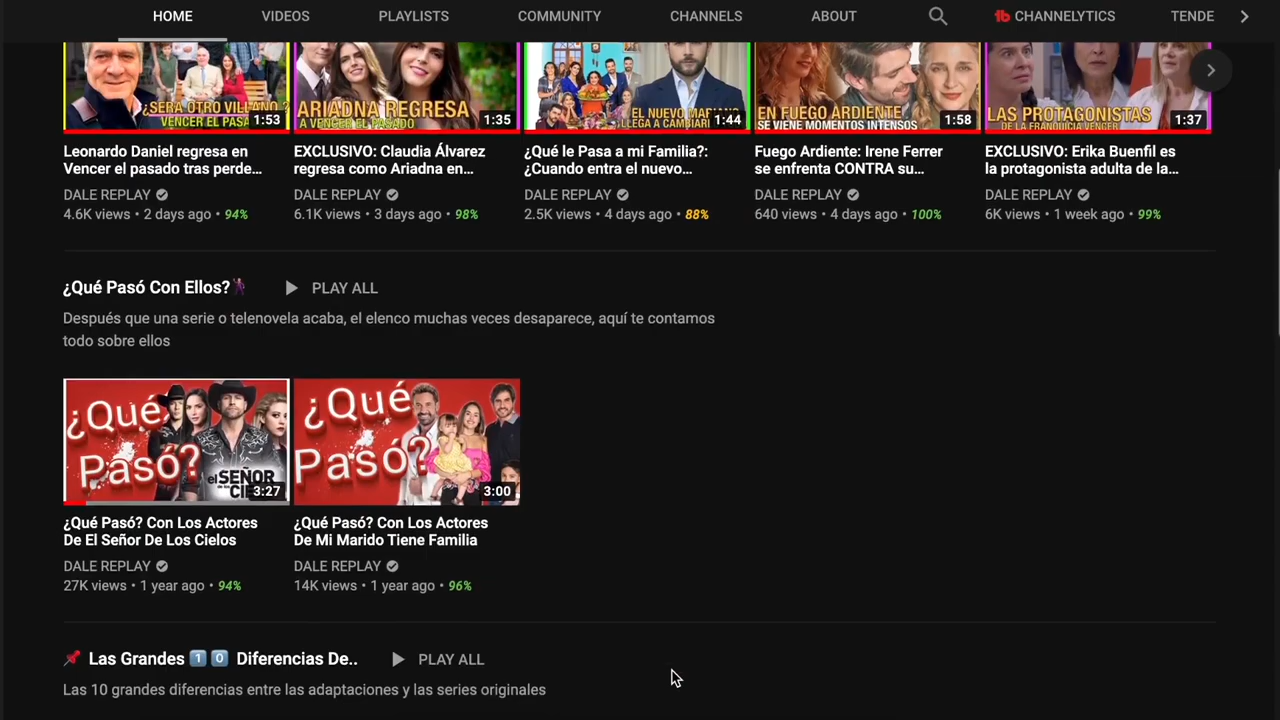 HOME VIDEOS PLAYLISTS COMMUNITY CHANNELS ABOUT CHANNELYTICS TENDE
¿SERÁ OTRO VILLANO?
VENCER EL PASA
1:53
ARIADNA REGRESA
A VENCER EL PASADO
1:35
EL NUEVO MARIANO
LLEGA A CAMBIAR
1:44
EN FUEGO ARDIENTE
SE VIENE MOMENTOS INTENSOS
1:58
LAS PROTAGONISTAS
DE LA FRANQUICIA VENCER
1:37
Leonardo Daniel regresa en
Vencer el pasado tras perde...
DALE REPLAY
4.6K views • 2 days ago • 94%
EXCLUSIVO: Claudia Álvarez
regresa como Ariadna en...
DALE REPLAY
6.1K views • 3 days ago • 98%
¿Qué le Pasa a mi Familia?:
¿Cuando entra el nuevo...
DALE REPLAY
2.5K views • 4 days ago • 88%
Fuego Ardiente: Irene Ferrer
se enfrenta CONTRA su...
DALE REPLAY
640 views • 4 days ago • 100%
EXCLUSIVO: Erika Buenfil es
la protagonista adulta de la...
DALE REPLAY
6K views • 1 week ago • 99%
¿Qué Pasó Con Ellos? PLAY ALL
Después que una serie o telenovela acaba, el elenco muchas veces desaparece, aquí te contamos
todo sobre ellos
¿Qué
Pasó?
el SEÑOR
3:27
¿Qué
Pasó?
3:00
¿Qué Pasó? Con Los Actores
De El Señor De Los Cielos
DALE REPLAY
27K views • 1 year ago • 94%
¿Qué Pasó? Con Los Actores
De Mi Marido Tiene Familia
DALE REPLAY
14K views • 1 year ago • 96%
Las Grandes 1 0 Diferencias De.. PLAY ALL
Las 10 grandes diferencias entre las adaptaciones y las series originales